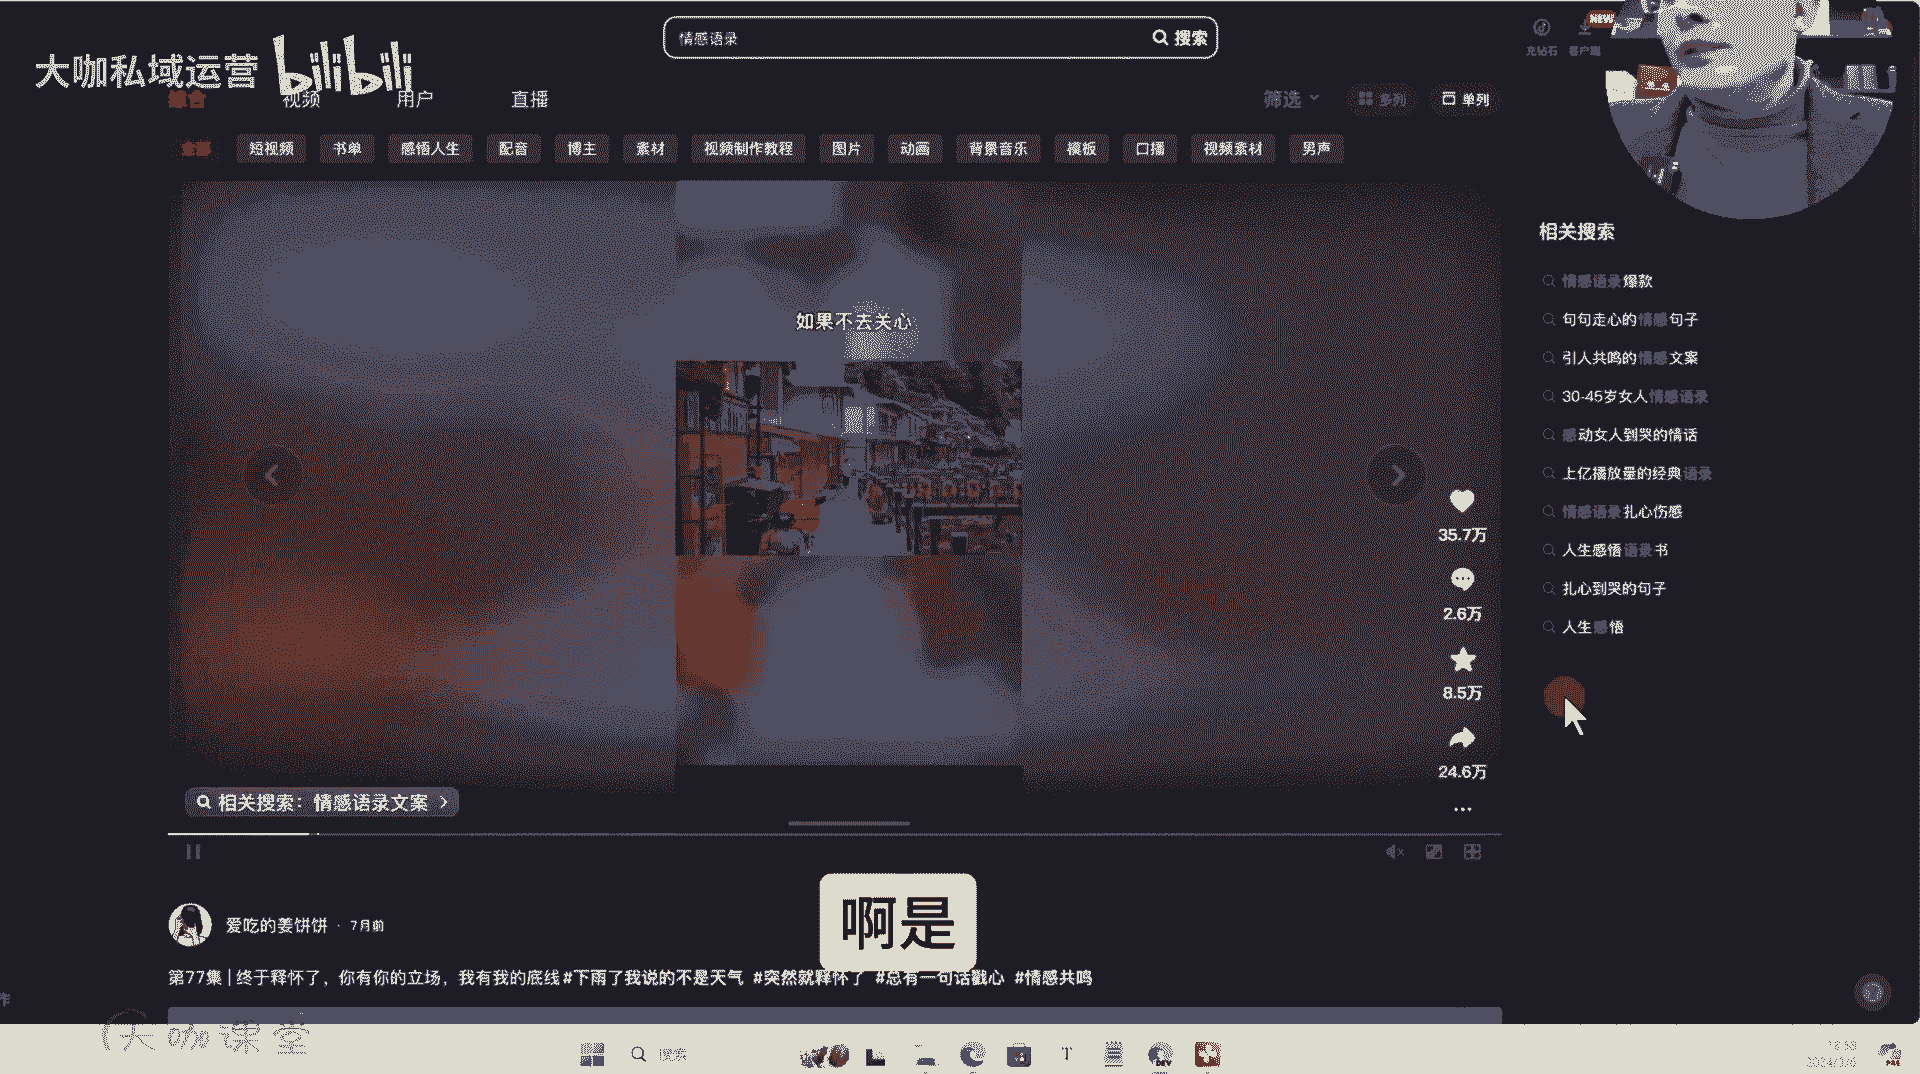 大咖私域运营 bilibili
情感语录
搜索
NEW
充钻石
客户端
综合
视频
用户
直播
筛选
多列
单列
全部
短视频
书单
感悟人生
配音
博主
素材
视频制作教程
图片
动画
背景音乐
模板
口播
视频素材
男声
如果不去关心
相关搜索
情感语录爆款
句句走心的情感句子
引人共鸣的情感文案
30-45岁女人情感语录
感动女人到哭的情话
上亿播放量的经典语录
情感语录扎心伤感
人生感悟语录书
扎心到哭的句子
人生感悟
35.7万
2.6万
8.5万
24.6万
相关搜索：情感语录文案
啊是
爱吃的姜饼饼 · 7月前
第77集 | 终于释怀了，你有你的立场，我有我的底线#下雨了我说的不是天气 #突然就释怀了 #总有一句话戳心 #情感共鸣
大咖课堂
搜索
DEV